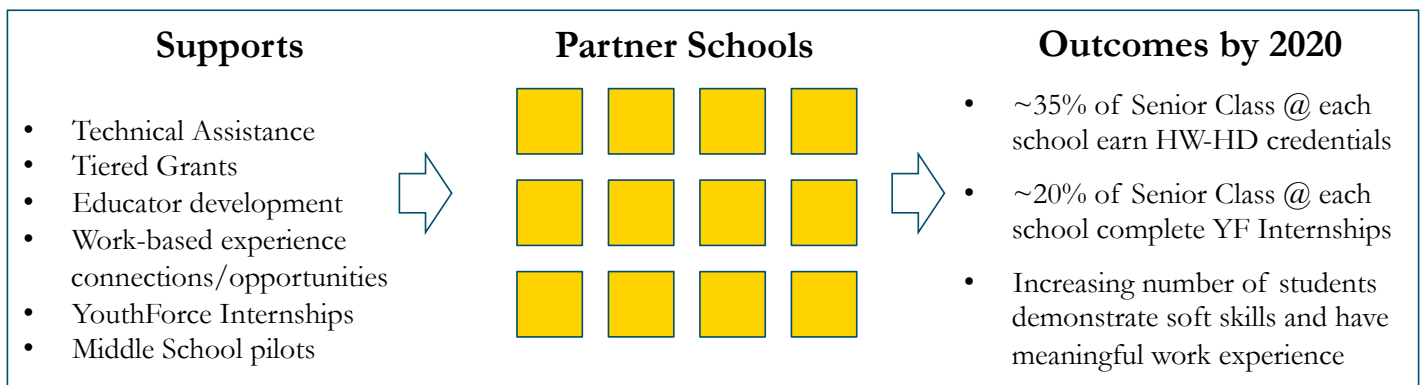 Supports
• Technical Assistance
• Tiered Grants
• Educator development
• Work-based experience
connections/opportunities
• YouthForce Internships
• Middle School pilots
Partner Schools
Outcomes by 2020
• ~35% of Senior Class @ each
school earn HW-HD credentials
• ~20% of Senior Class @ each
school complete YF Internships
• Increasing number of students
demonstrate soft skills and have
meaningful work experience